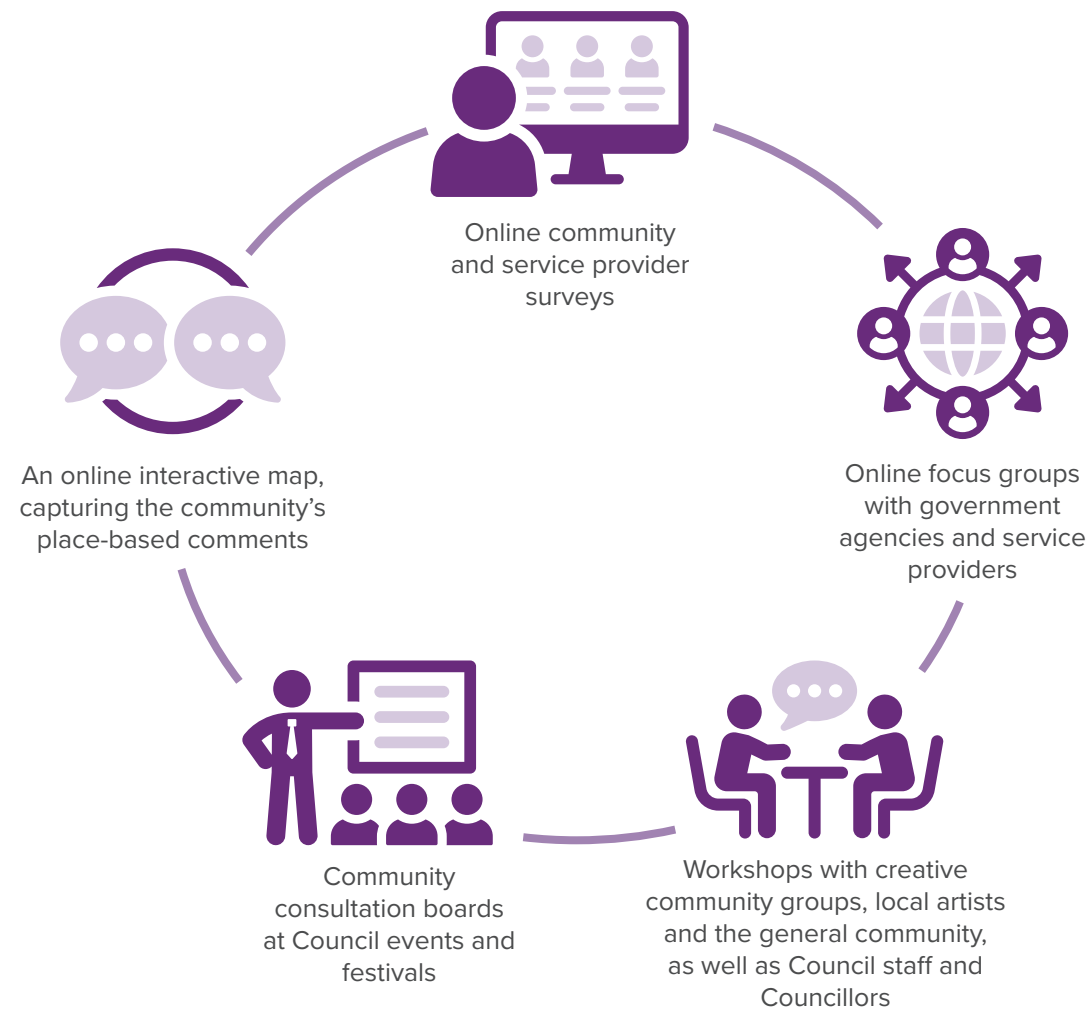 Online community
and service provider
surveys
Online focus groups
with government
agencies and service
providers
Workshops with creative
community groups, local artists
and the general community,
as well as Council staff and
Councillors
Community
consultation boards
at Council events and
festivals
An online interactive map,
capturing the community’s
place-based comments